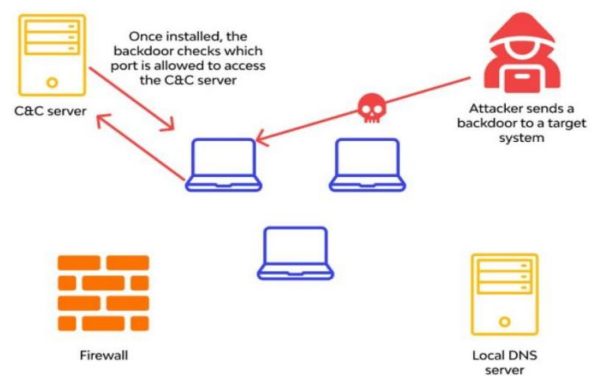 Once installed, the
backdoor checks which
port is allowed to access
the C&C server
C&C server
Attacker sends a
backdoor to a target
system
Firewall
Local DNS
server